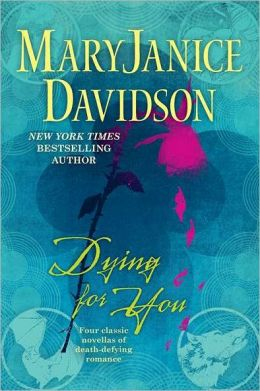 MARYJANICE
DAVIDSON
NEW YORK TIMES
BESTSELLING
AUTHOR
Dying
for You
Four classic
novellas of
death-defying
romance